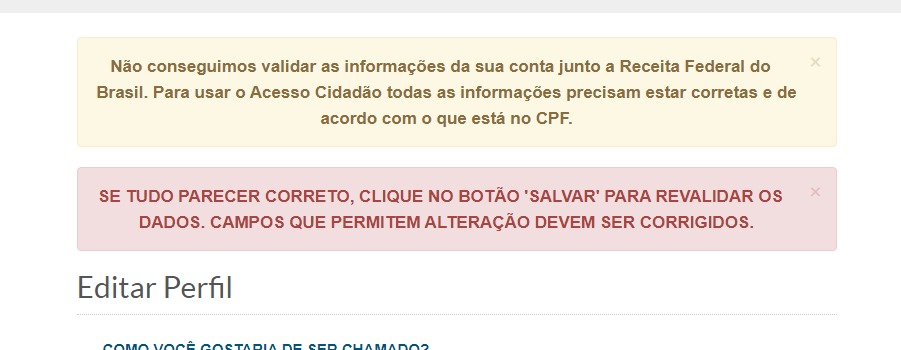 Não conseguimos validar as informações da sua conta junto a Receita Federal do
Brasil. Para usar o Acesso Cidadão todas as informações precisam estar corretas e de
acordo com o que está no CPF.
×
SE TUDO PARECER CORRETO, CLIQUE NO BOTÃO 'SALVAR' PARA REVALIDAR OS
DADOS. CAMPOS QUE PERMITEM ALTERAÇÃO DEVEM SER CORRIGIDOS.
×
Editar Perfil
COMO VOCÊ GOSTARIA DE SER CHAMADO?